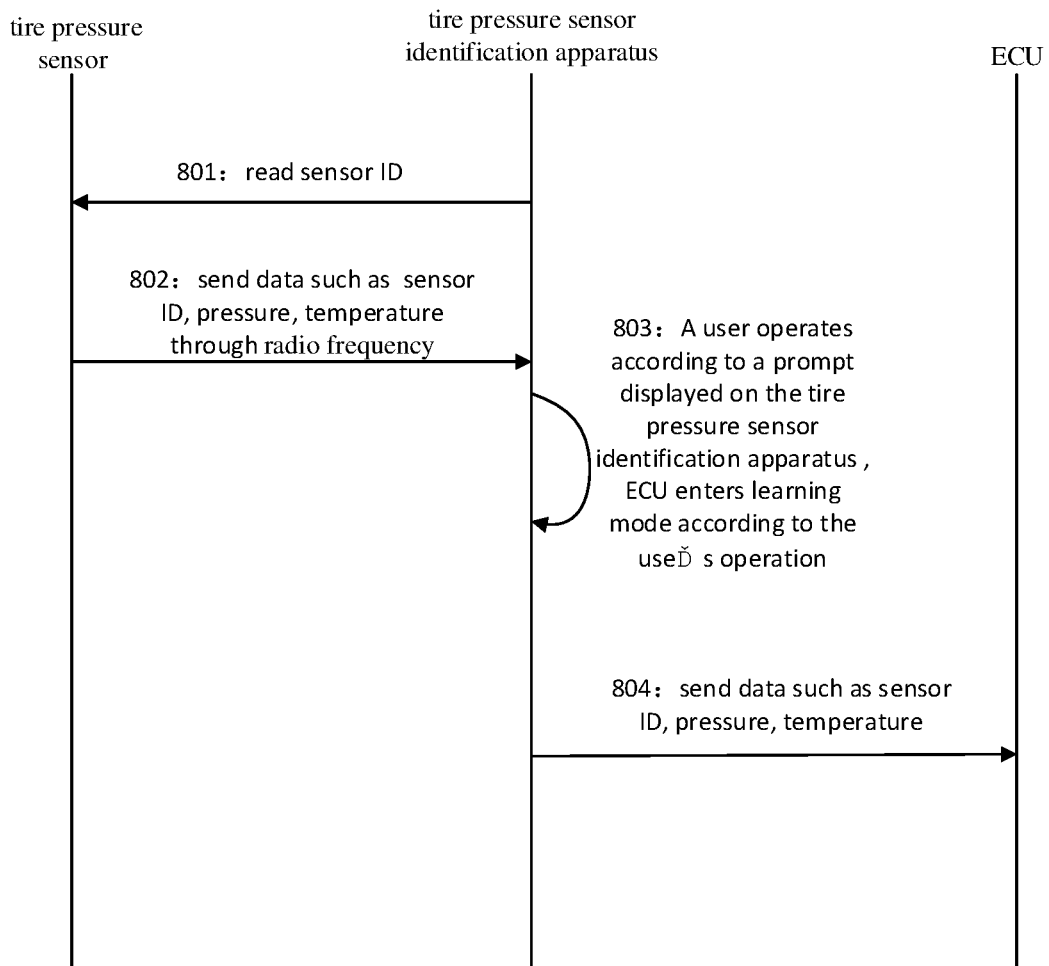 tire pressure
sensor
tire pressure sensor
identification apparatus
ECU
801：read sensor ID
802：send data such as sensor
ID, pressure, temperature
through radio frequency
803：A user operates
according to a prompt
displayed on the tire
pressure sensor
identification apparatus ,
ECU enters learning
mode according to the
useĎ s operation
804：send data such as sensor
ID, pressure, temperature